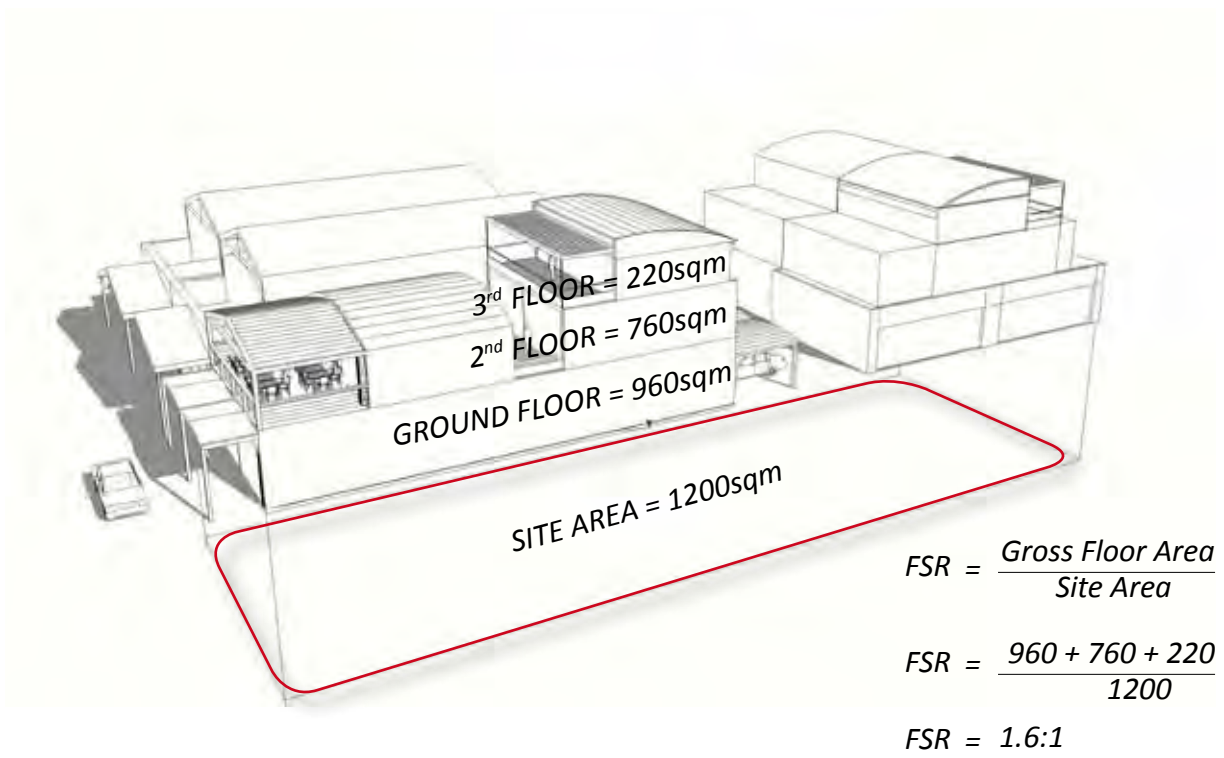 3rd FLOOR = 220sqm
2nd FLOOR = 760sqm
GROUND FLOOR = 960sqm
SITE AREA = 1200sqm
FSR = Gross Floor Area
Site Area
FSR = 960 + 760 + 220
1200
FSR = 1.6:1